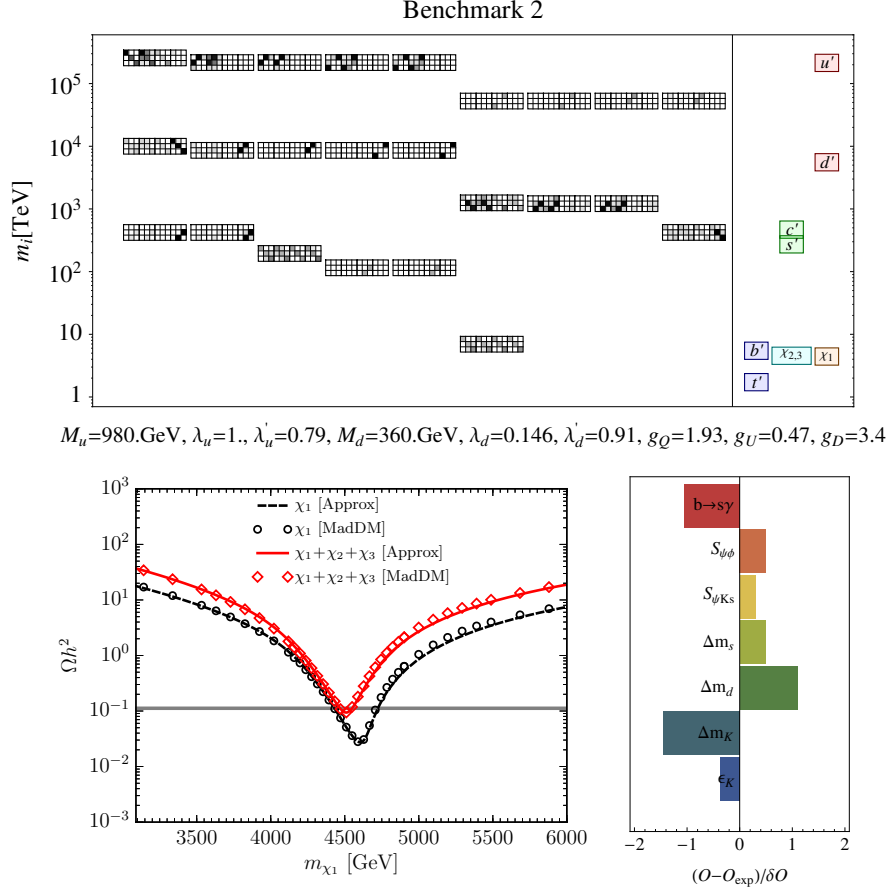 Benchmark 2
m_i[TeV]
10^5
10^4
10^3
10^2
10
1
u'
d'
c'
s'
b'
χ_{2,3}
χ_1
t'
M_u=980.GeV, λ_u=1., λ'_u=0.79, M_d=360.GeV, λ_d=0.146, λ'_d=0.91, g_Q=1.93, g_U=0.47, g_D=3.4
Ωh^2
10^2
10^1
10^0
10^{-1}
10^{-2}
10^{-3}
χ_1 [Approx]
χ_1 [MadDM]
χ_1+χ_2+χ_3 [Approx]
χ_1+χ_2+χ_3 [MadDM]
3500 4000 4500 5000 5500 6000
m_{χ_1} [GeV]
b→sγ
S_{ψϕ}
S_{ψKs}
Δm_s
Δm_d
Δm_K
ϵ_K
−2 −1 0 1 2
(O−O_exp)/δO